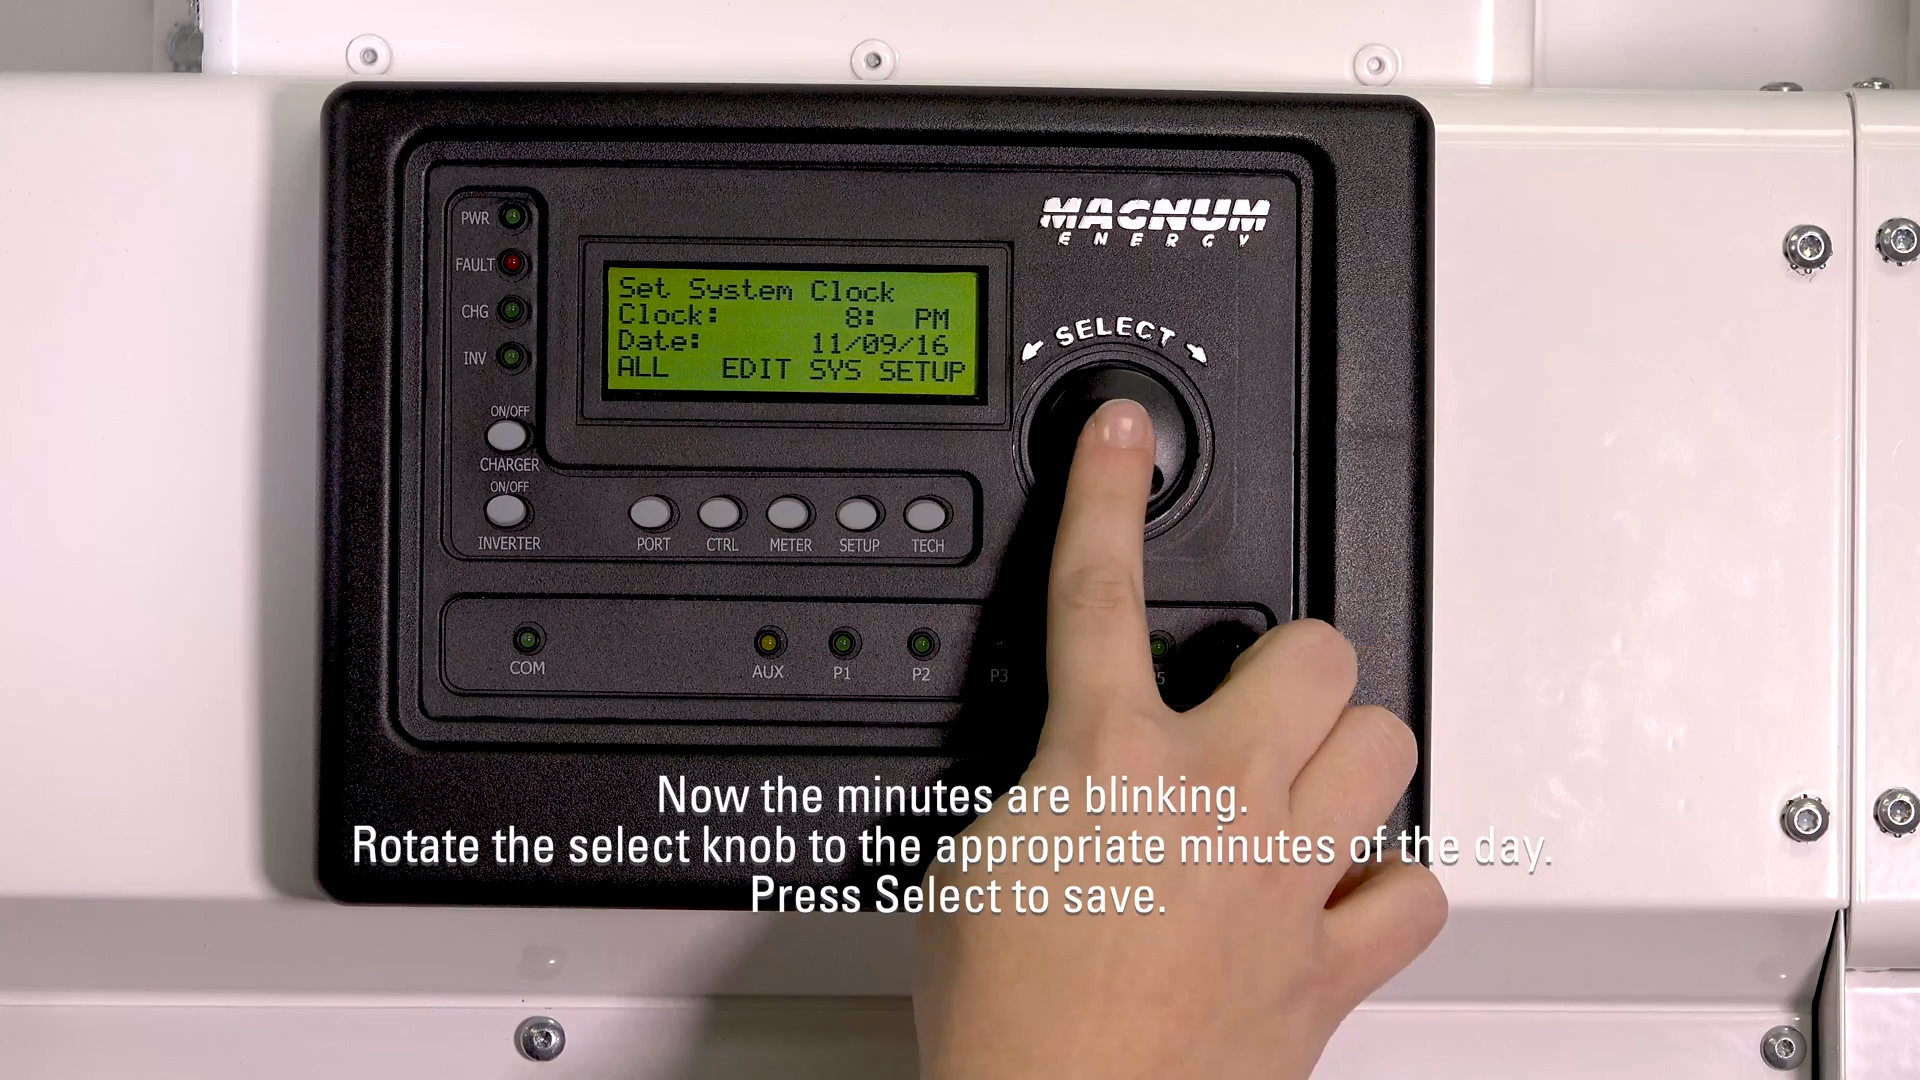 MAGNUM
ENERGY
PWR
FAULT
CHG
INV
Set System Clock
Clock: 8: PM
Date: 11/09/16
ALL EDIT SYS SETUP
SELECT
ON/OFF
CHARGER
ON/OFF
INVERTER
PORT CTRL METER SETUP TECH
COM AUX P1 P2 P3 5
Now the minutes are blinking.
Rotate the select knob to the appropriate minutes of the day.
Press Select to save.